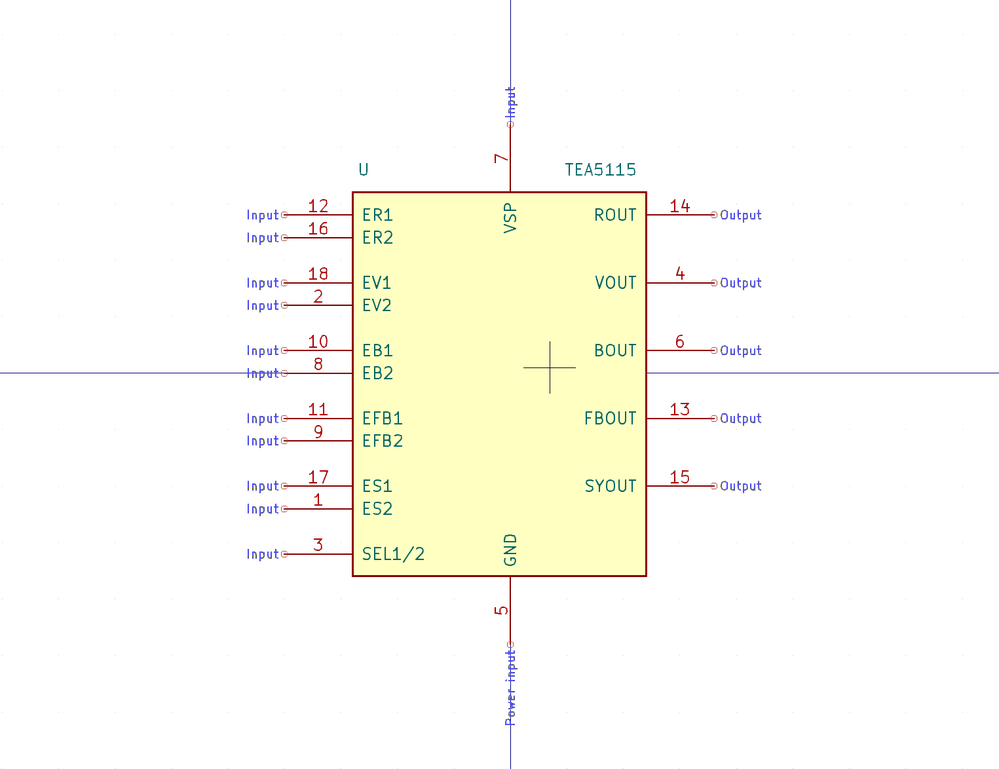 Input
7
U TEA5115
VSP
Input 12 ER1 ROUT 14 Output
Input 16 ER2
Input 18 EV1 VOUT 4 Output
Input 2 EV2
Input 10 EB1 BOUT 6 Output
Input 8 EB2
Input 11 EFB1 FBOUT 13 Output
Input 9 EFB2
Input 17 ES1 SYOUT 15 Output
Input 1 ES2
Input 3 SEL1/2
GND
5
Power input